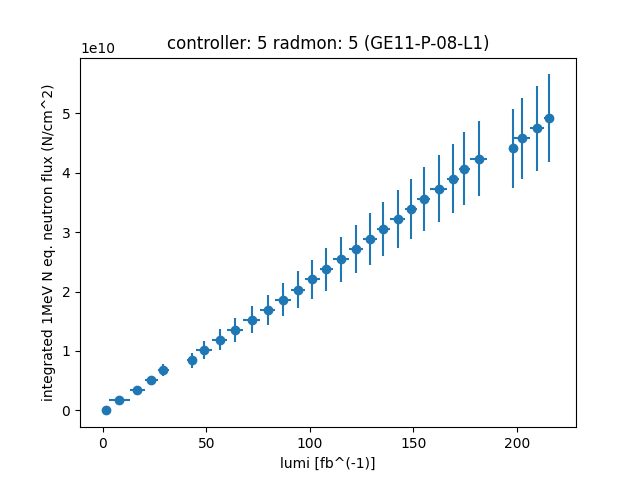 controller: 5 radmon: 5 (GE11-P-08-L1)
1e10
integrated 1MeV N eq. neutron flux (N/cm^2)
5
4
3
2
1
0
0 50 100 150 200
lumi [fb^(-1)]